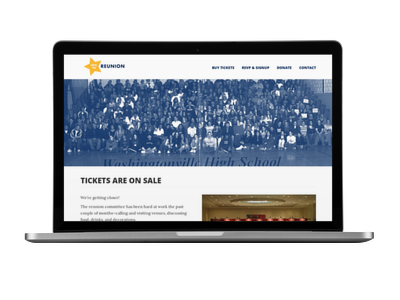 REUNION
BUY TICKETS RSVP & SIGNUP DONATE CONTACT
Washingtonville High School
TICKETS ARE ON SALE
We're getting closer!
The reunion committee has been hard at work the past
couple of months: calling and visiting venues, discussing
food, drinks, and decorations.